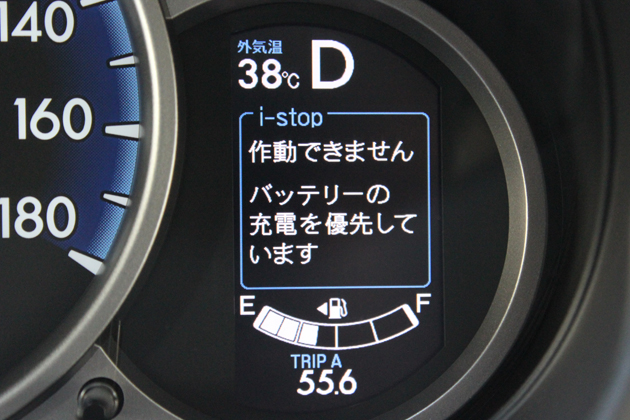 140
160
180
外気温
38℃ D
i-stop
作動できません
バッテリーの
充電を優先して
います
E F
TRIP A
55.6